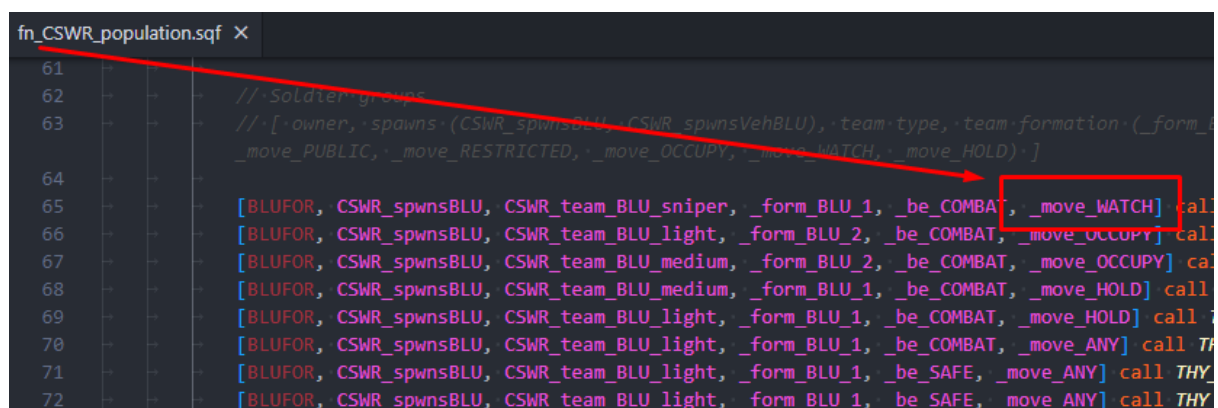 fn_CSWR_population.sqf ×
61
62 // Soldier groups
63 // [ owner, spawns (CSWR_spwnsBLU, CSWR_spwnsVehBLU), team type, team formation (_form_B
_move_PUBLIC, _move_RESTRICTED, _move_OCCUPY, _move_WATCH, _move_HOLD) ]
64
65 [BLUFOR, CSWR_spwnsBLU, CSWR_team_BLU_sniper, _form_BLU_1, _be_COMBAT, _move_WATCH] call
66 [BLUFOR, CSWR_spwnsBLU, CSWR_team_BLU_light, _form_BLU_2, _be_COMBAT, _move_OCCUPY] call
67 [BLUFOR, CSWR_spwnsBLU, CSWR_team_BLU_medium, _form_BLU_2, _be_COMBAT, _move_OCCUPY] cal
68 [BLUFOR, CSWR_spwnsBLU, CSWR_team_BLU_medium, _form_BLU_1, _be_COMBAT, _move_HOLD] call
69 [BLUFOR, CSWR_spwnsBLU, CSWR_team_BLU_light, _form_BLU_1, _be_COMBAT, _move_HOLD] call T
70 [BLUFOR, CSWR_spwnsBLU, CSWR_team_BLU_light, _form_BLU_1, _be_COMBAT, _move_ANY] call TH
71 [BLUFOR, CSWR_spwnsBLU, CSWR_team_BLU_light, _form_BLU_1, _be_SAFE, _move_ANY] call THY_
72 [BLUFOR, CSWR_spwnsBLU, CSWR_team_BLU_light, _form_BLU_1, _be_SAFE, _move_ANY] call THY